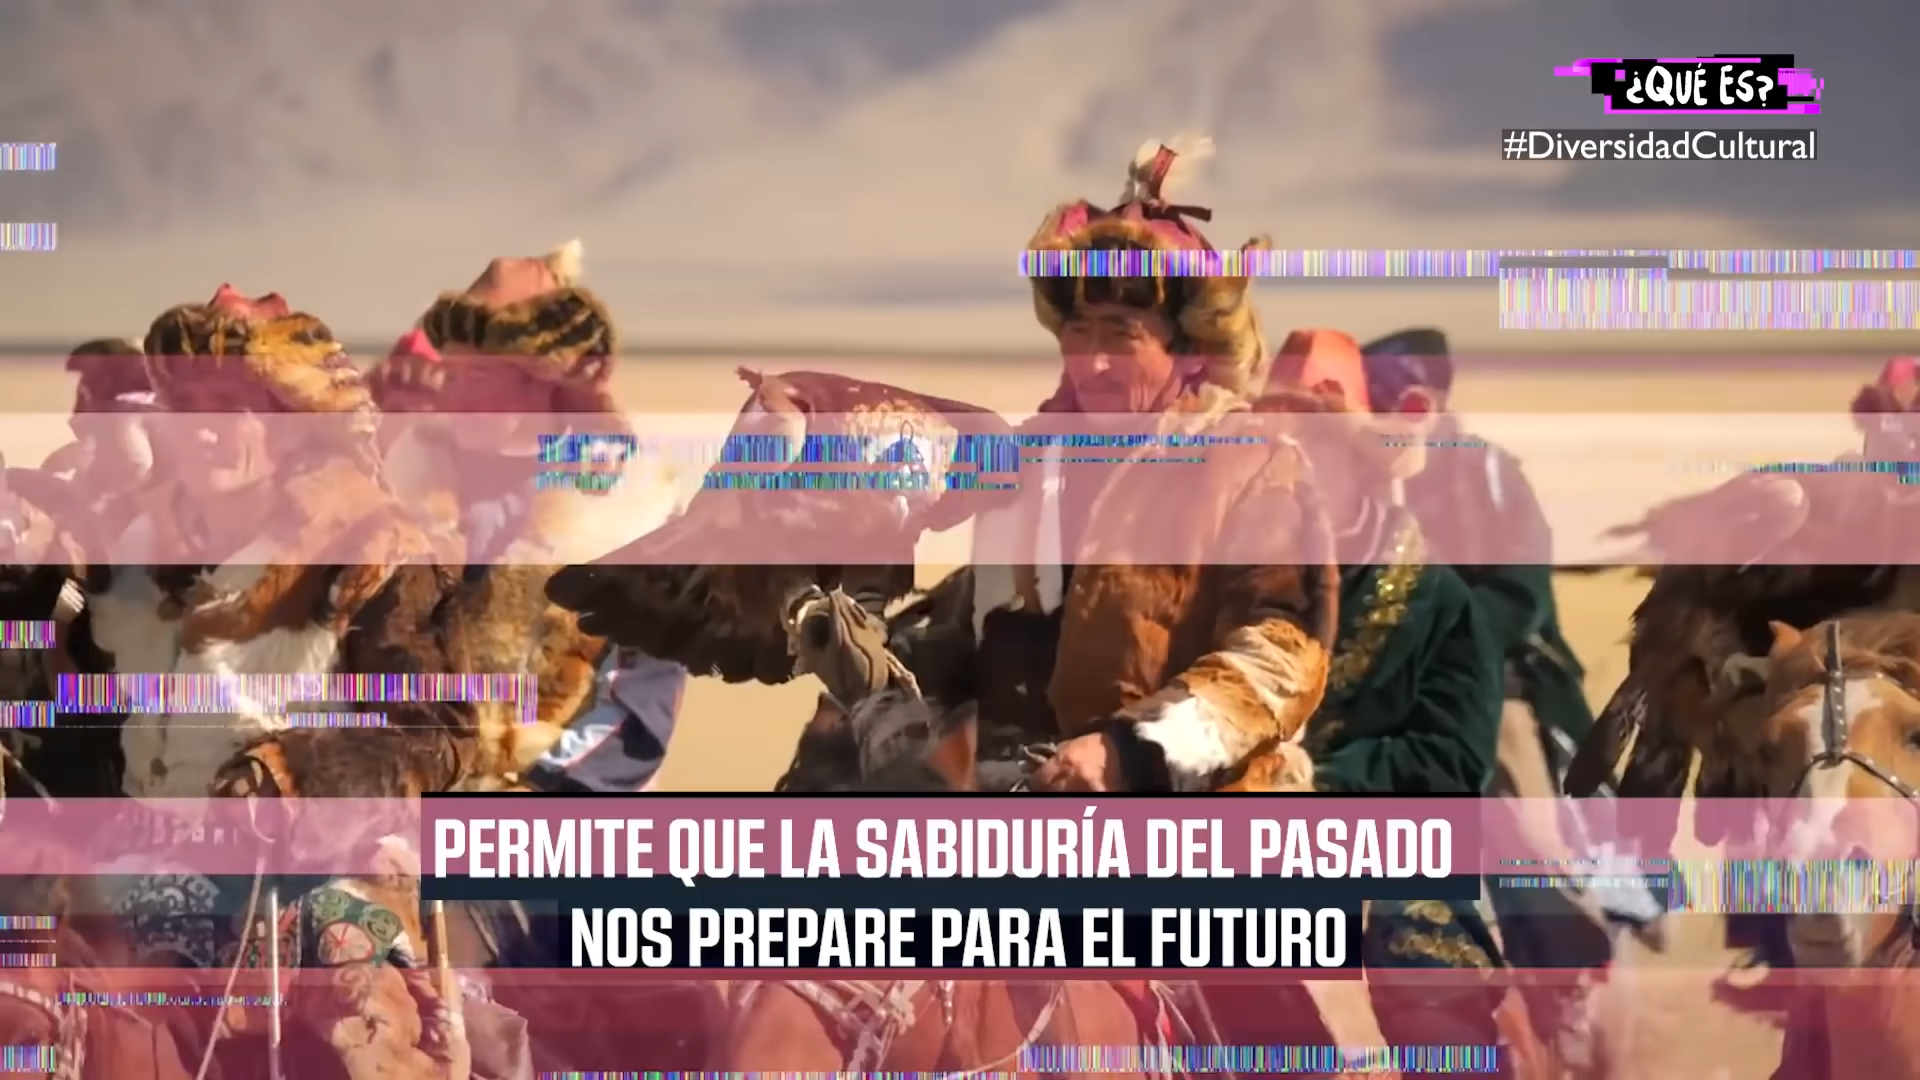 ¿QUÉ ES?
#DiversidadCultural
PERMITE QUE LA SABIDURÍA DEL PASADO
NOS PREPARE PARA EL FUTURO